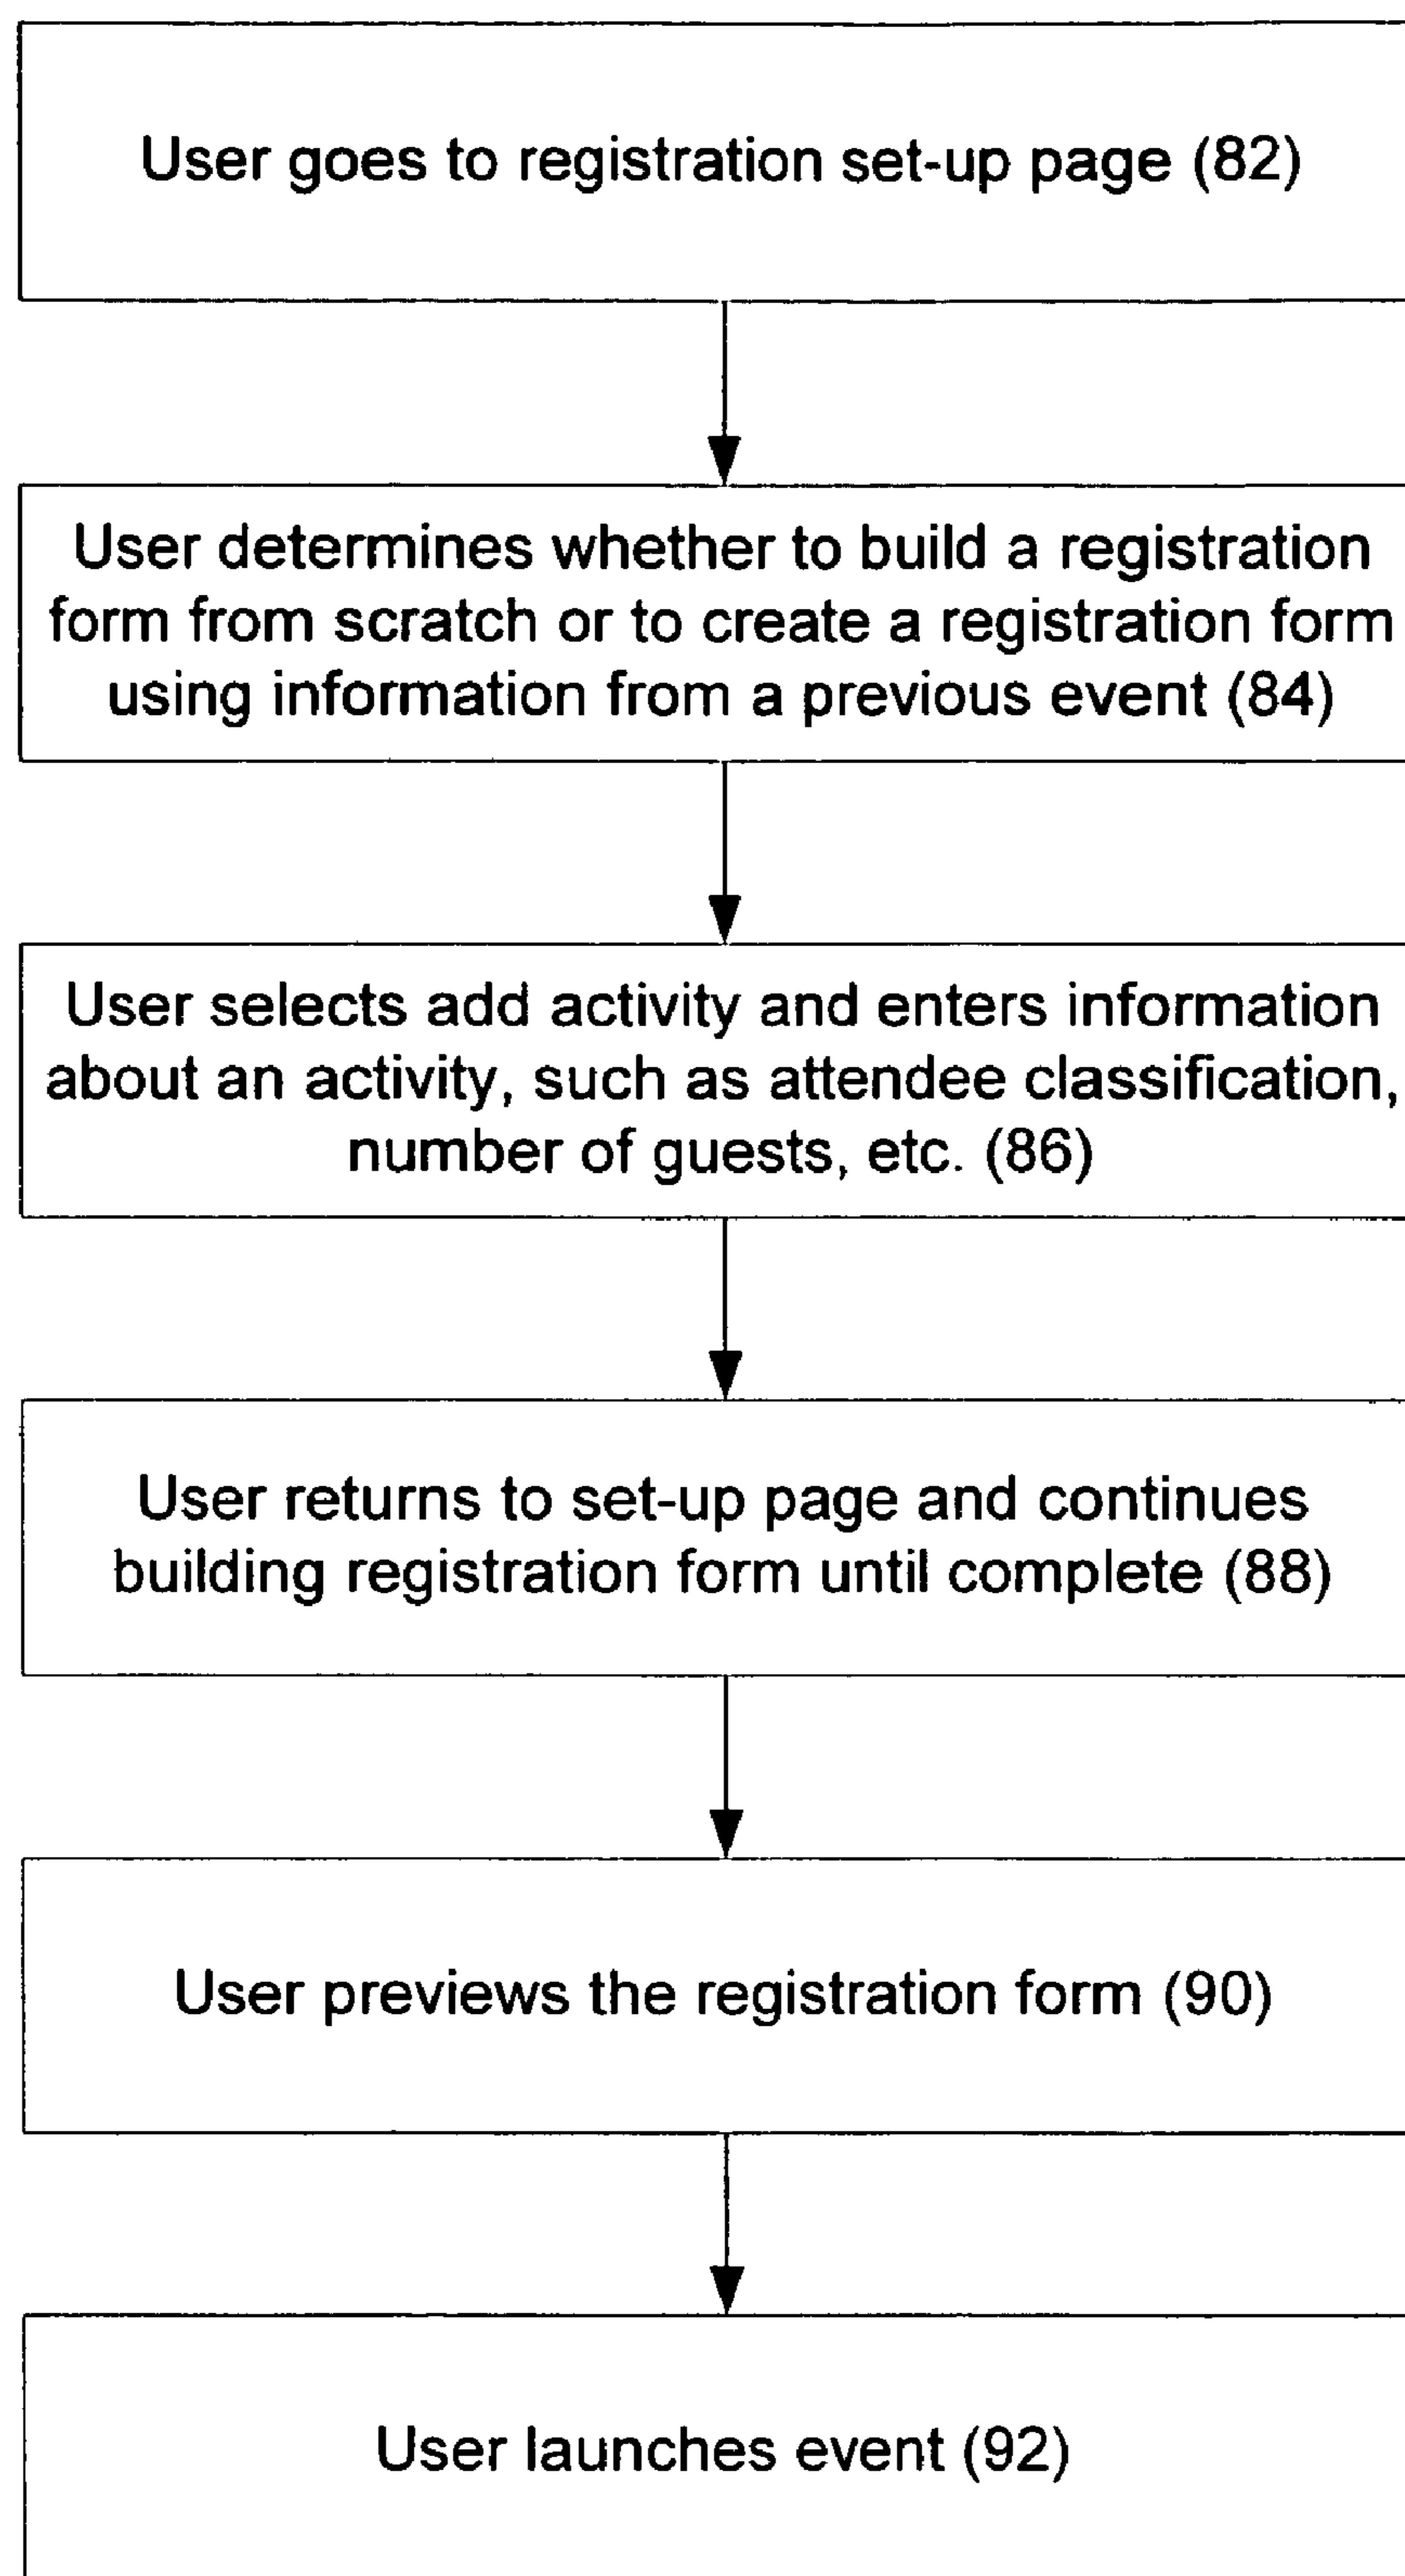 User goes to registration set-up page (82)
User determines whether to build a registration
form from scratch or to create a registration form
using information from a previous event (84)
User selects add activity and enters information
about an activity, such as attendee classification,
number of guests, etc. (86)
User returns to set-up page and continues
building registration form until complete (88)
User previews the registration form (90)
User launches event (92)